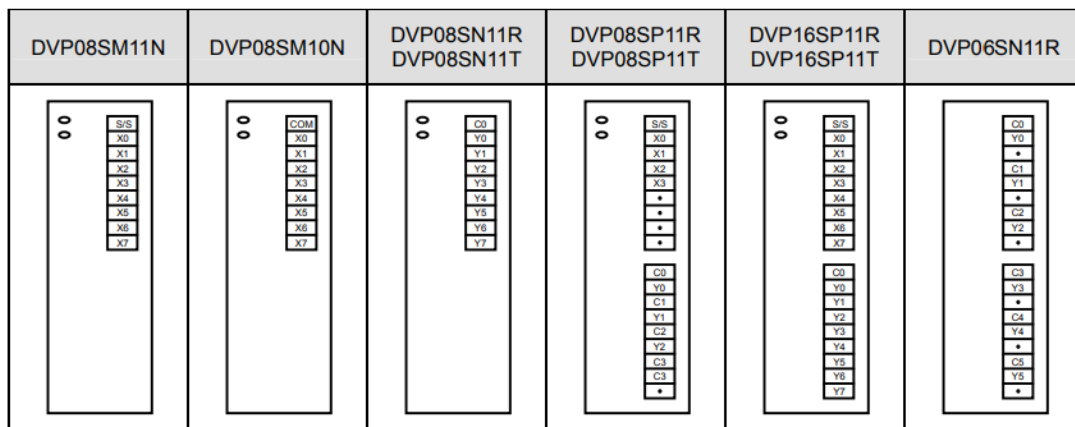 DVP08SM11N
DVP08SM10N
DVP08SN11R
DVP08SN11T
DVP08SP11R
DVP08SP11T
DVP16SP11R
DVP16SP11T
DVP06SN11R
S/S
X0
X1
X2
X3
X4
X5
X6
X7
COM
X0
X1
X2
X3
X4
X5
X6
X7
C0
Y0
Y1
Y2
Y3
Y4
Y5
Y6
Y7
S/S
X0
X1
X2
X3
•
•
•
•
C0
Y0
C1
Y1
C2
Y2
C3
C3
•
S/S
X0
X1
X2
X3
X4
X5
X6
X7
C0
Y0
Y1
Y2
Y3
Y4
Y5
Y6
Y7
C0
Y0
•
C1
Y1
•
C2
Y2
•
C3
Y3
•
C4
Y4
•
C5
Y5
•